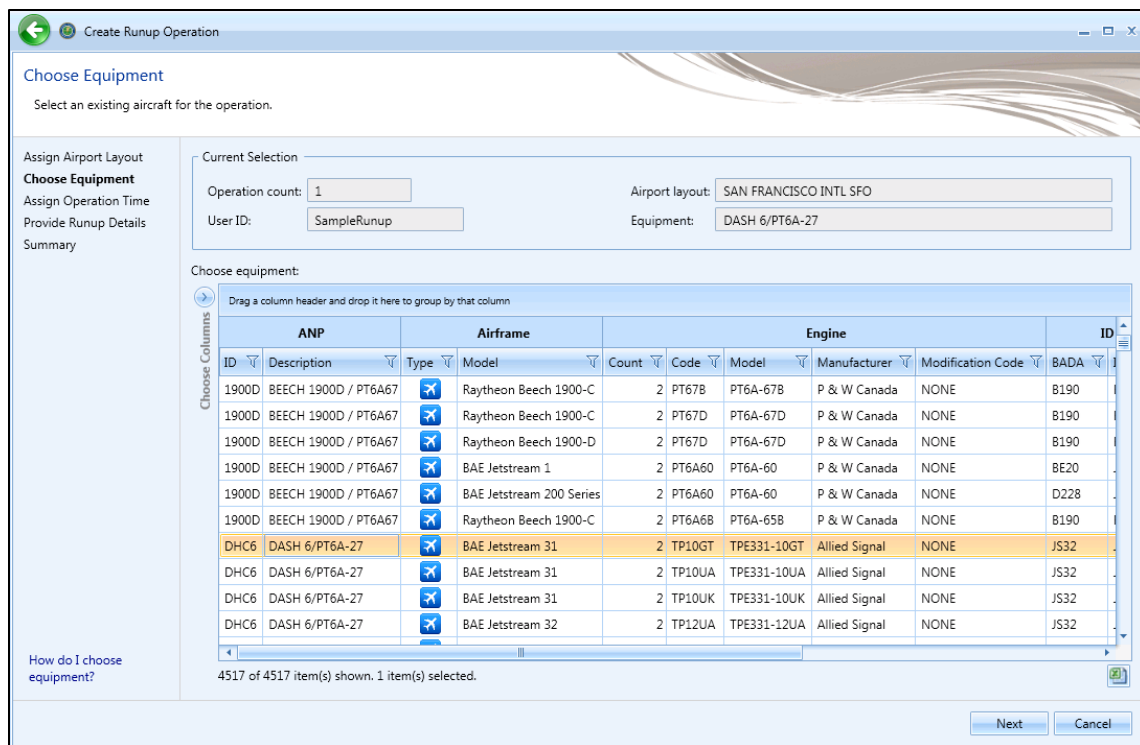 Create Runup Operation
Choose Equipment
Select an existing aircraft for the operation.
Assign Airport Layout
Choose Equipment
Assign Operation Time
Provide Runup Details
Summary
How do I choose
equipment?
Current Selection
Operation count: 1 Airport layout: SAN FRANCISCO INTL SFO
User ID: SampleRunup Equipment: DASH 6/PT6A-27
Choose equipment:
Choose Columns
Drag a column header and drop it here to group by that column
ANP Airframe Engine ID
ID Description Type Model Count Code Model Manufacturer Modification Code BADA
1900D BEECH 1900D / PT6A67 Raytheon Beech 1900-C 2 PT67B PT6A-67B P & W Canada NONE B190
1900D BEECH 1900D / PT6A67 Raytheon Beech 1900-C 2 PT67D PT6A-67D P & W Canada NONE B190
1900D BEECH 1900D / PT6A67 Raytheon Beech 1900-D 2 PT67D PT6A-67D P & W Canada NONE B190
1900D BEECH 1900D / PT6A67 BAE Jetstream 1 2 PT6A60 PT6A-60 P & W Canada NONE BE20
1900D BEECH 1900D / PT6A67 BAE Jetstream 200 Series 2 PT6A60 PT6A-60 P & W Canada NONE D228
1900D BEECH 1900D / PT6A67 Raytheon Beech 1900-C 2 PT6A6B PT6A-65B P & W Canada NONE B190
DHC6 DASH 6/PT6A-27 BAE Jetstream 31 2 TP10GT TPE331-10GT Allied Signal NONE JS32
DHC6 DASH 6/PT6A-27 BAE Jetstream 31 2 TP10UA TPE331-10UA Allied Signal NONE JS32
DHC6 DASH 6/PT6A-27 BAE Jetstream 31 2 TP10UK TPE331-10UK Allied Signal NONE JS32
DHC6 DASH 6/PT6A-27 BAE Jetstream 32 2 TP12UA TPE331-12UA Allied Signal NONE JS32
4517 of 4517 item(s) shown. 1 item(s) selected.
Next Cancel